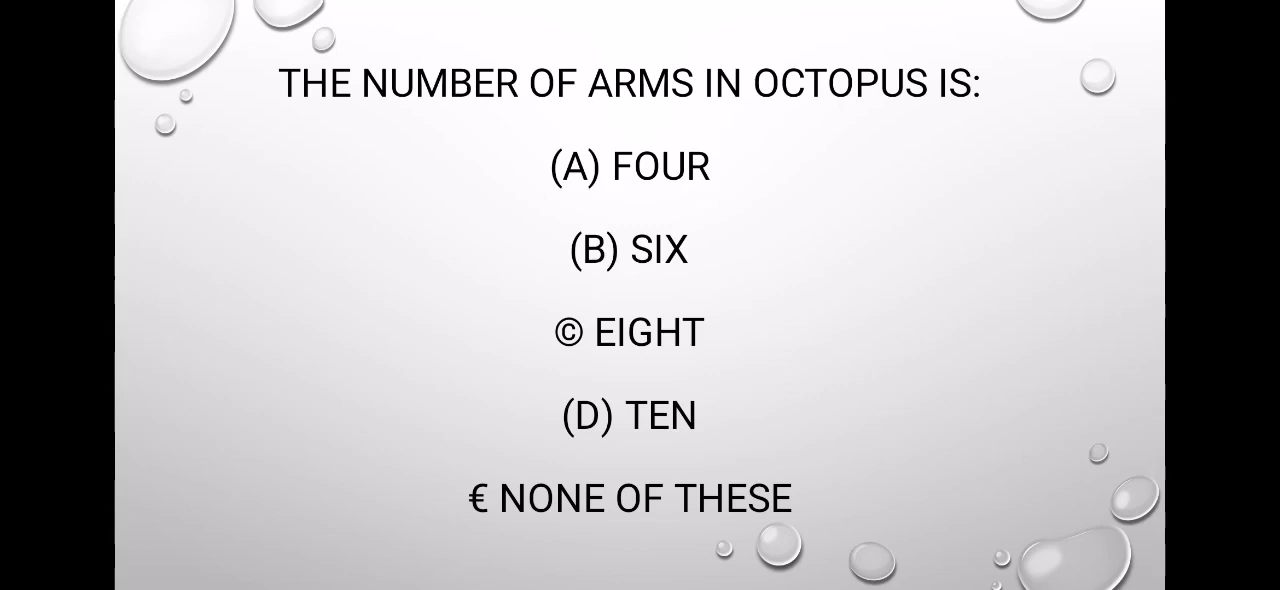 THE NUMBER OF ARMS IN OCTOPUS IS:
(A) FOUR
(B) SIX
© EIGHT
(D) TEN
€ NONE OF THESE